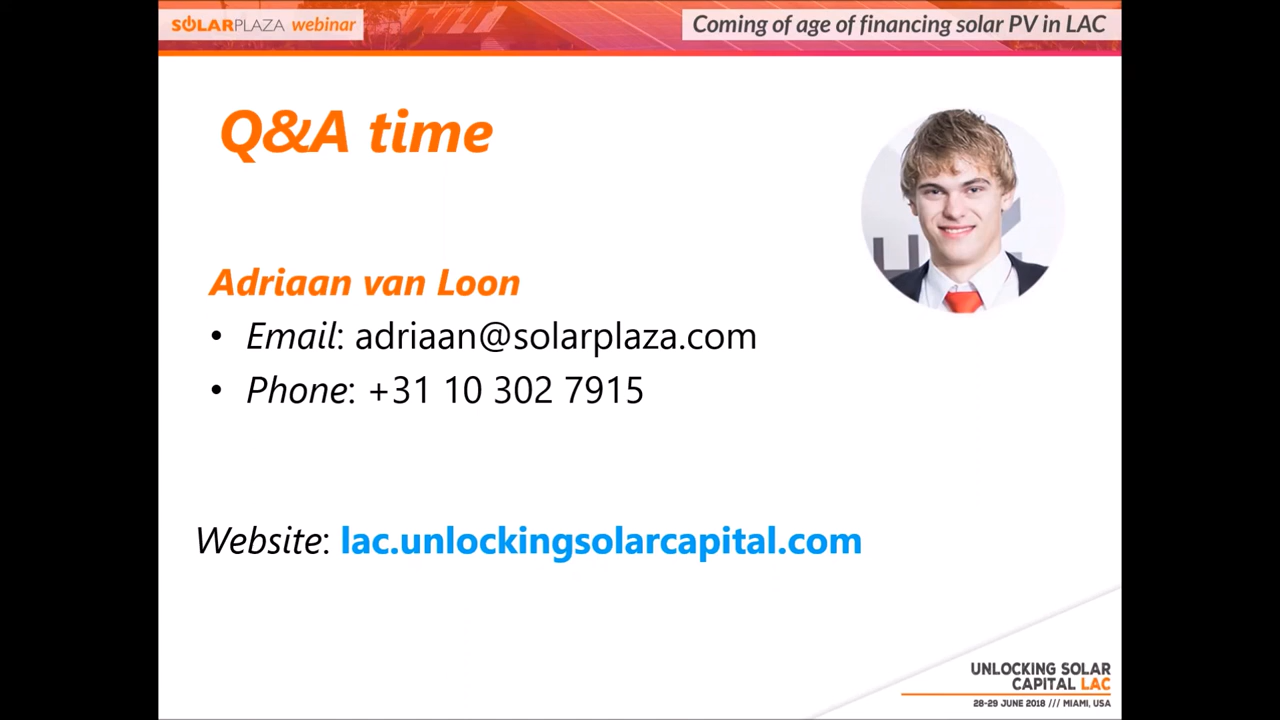 SOLARPLAZA webinar
Coming of age of financing solar PV in LAC
Q&A time
Adriaan van Loon
• Email: adriaan@solarplaza.com
• Phone: +31 10 302 7915
Website: lac.unlockingsolarcapital.com
UNLOCKING SOLAR
CAPITAL LAC
28-29 JUNE 2018 /// MIAMI, USA